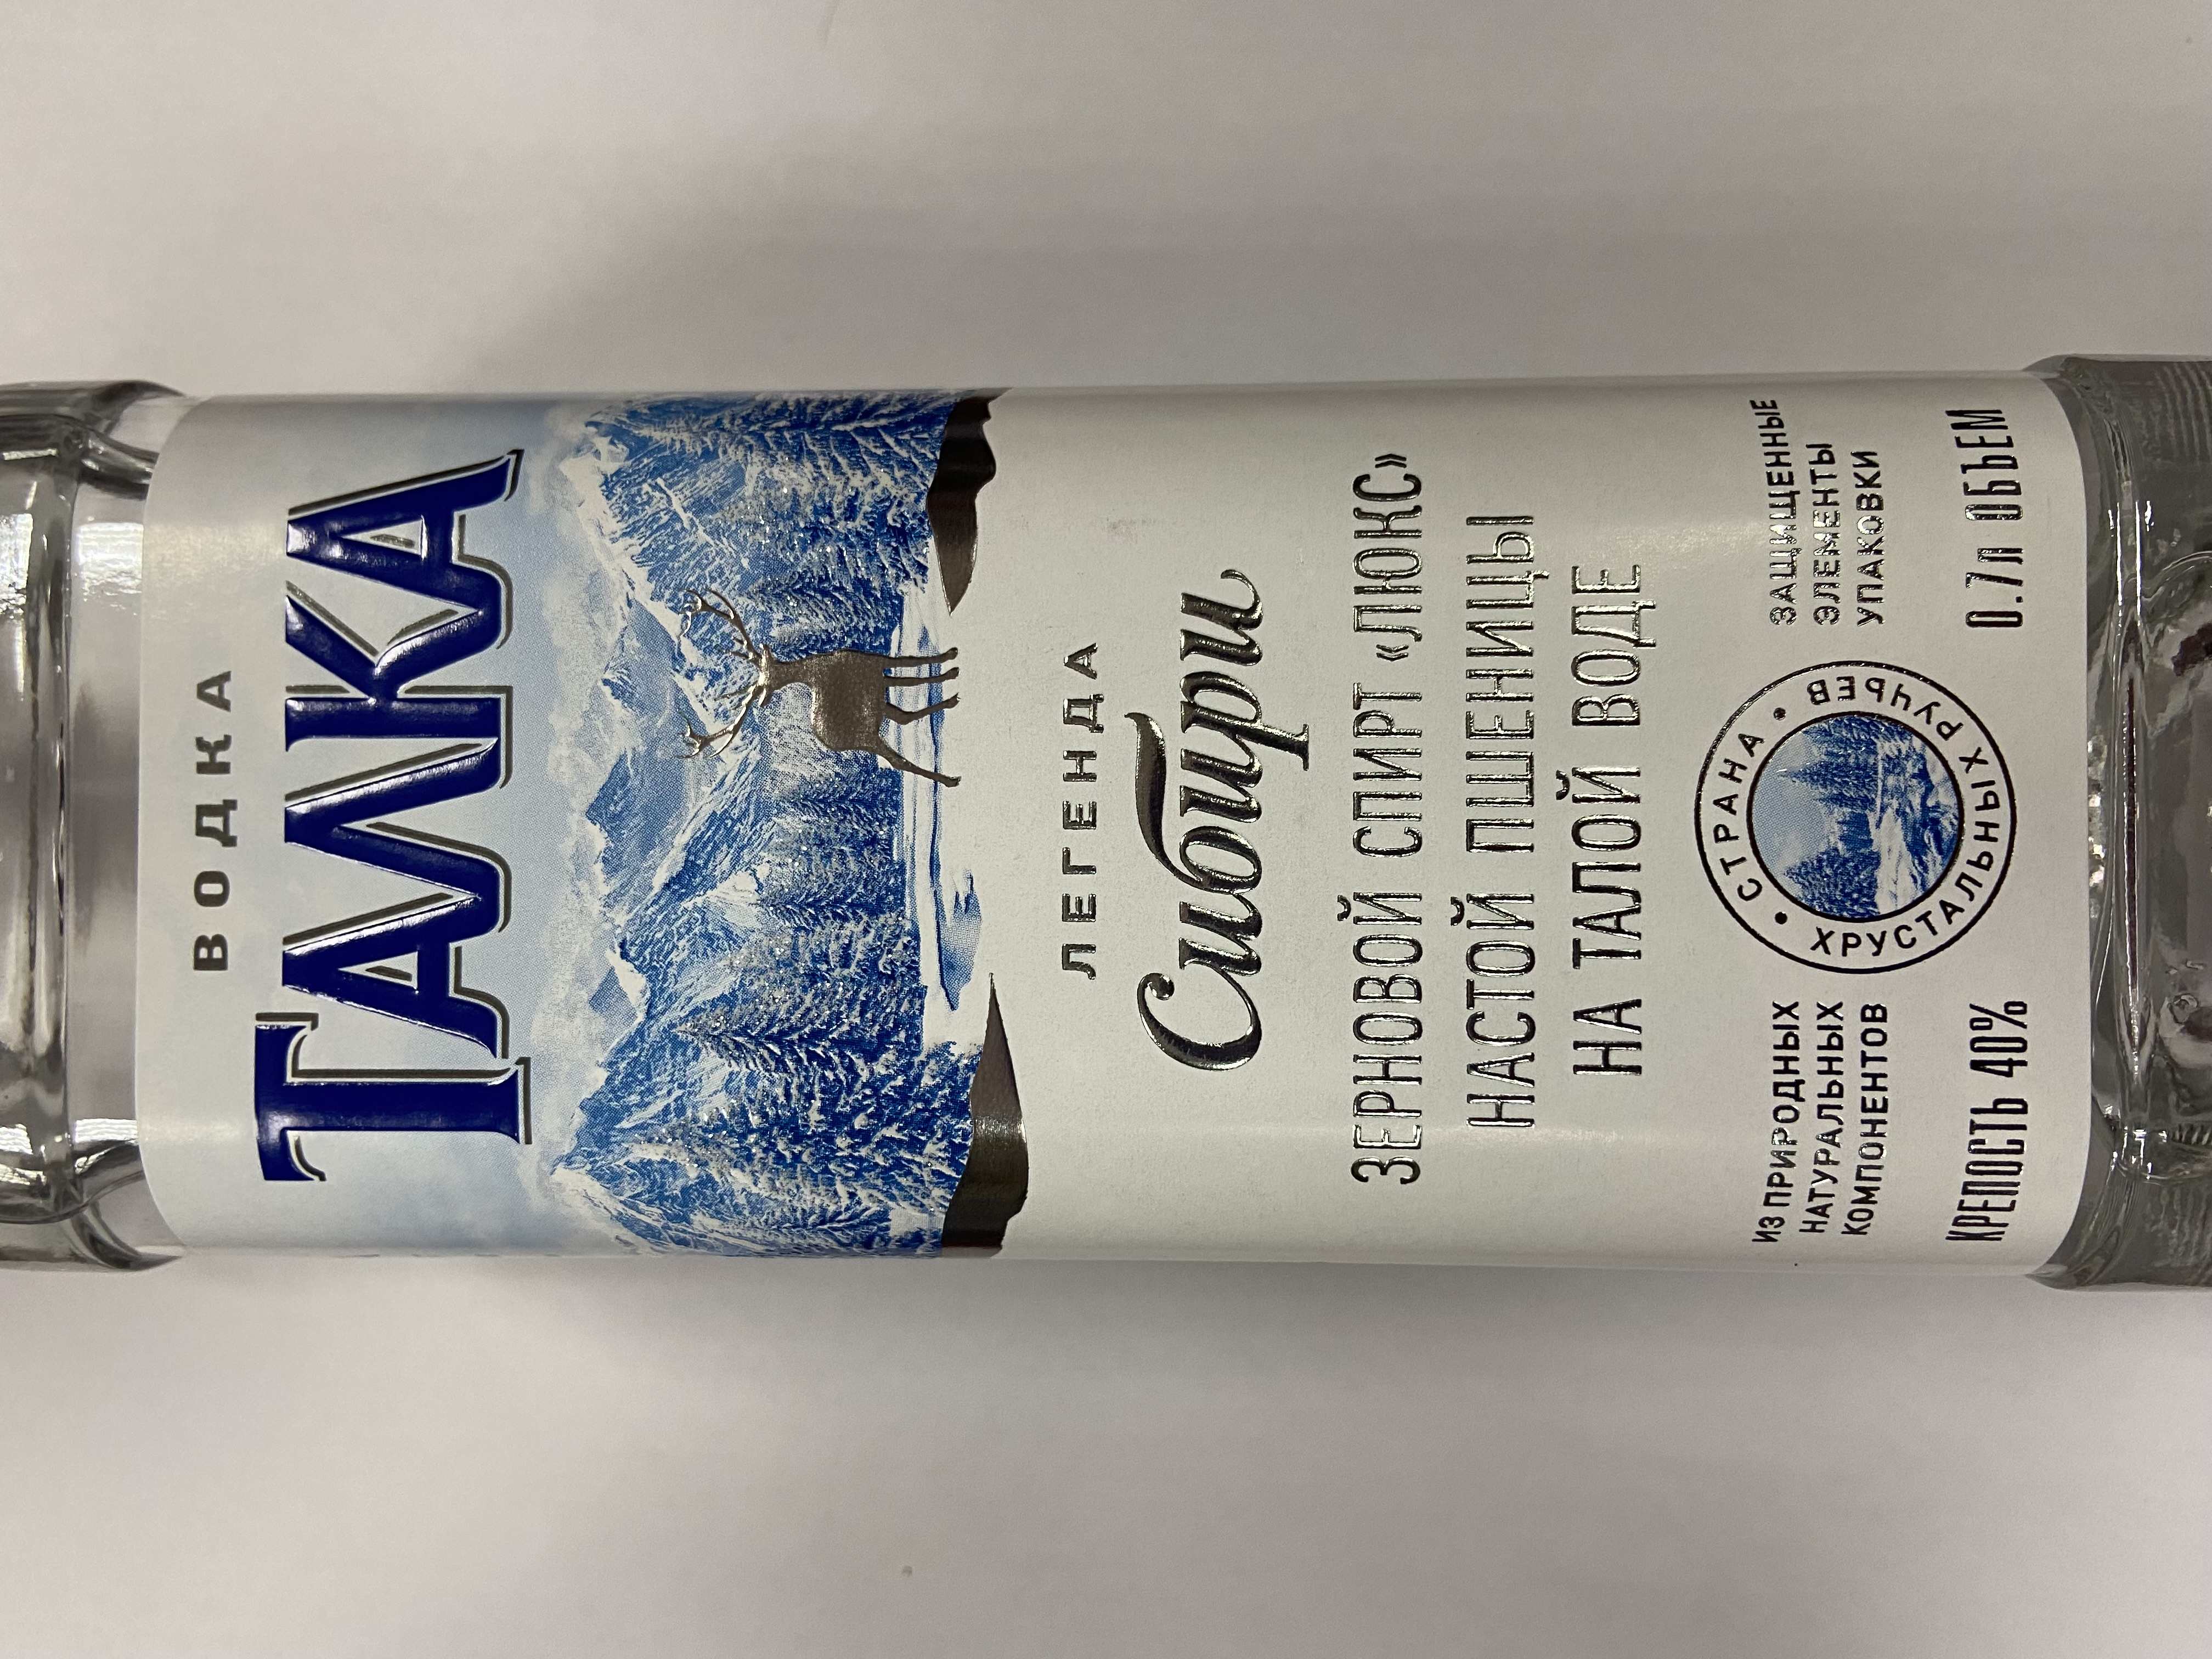 ВОДКА
ТАЛКА
ЛЕГЕНДА
Сибири
ЗЕРНОВОЙ СПИРТ «ЛЮКС»
НАСТОЙ ПШЕНИЦЫ
НА ТАЛОЙ ВОДЕ
ИЗ ПРИРОДНЫХ
НАТУРАЛЬНЫХ
КОМПОНЕНТОВ
• СТРАНА •
ХРУСТАЛЬНЫХ РУЧЬЕВ
ЗАЩИЩЕННЫЕ
ЭЛЕМЕНТЫ
УПАКОВКИ
КРЕПОСТЬ 40%
0.7л ОБЪЕМ